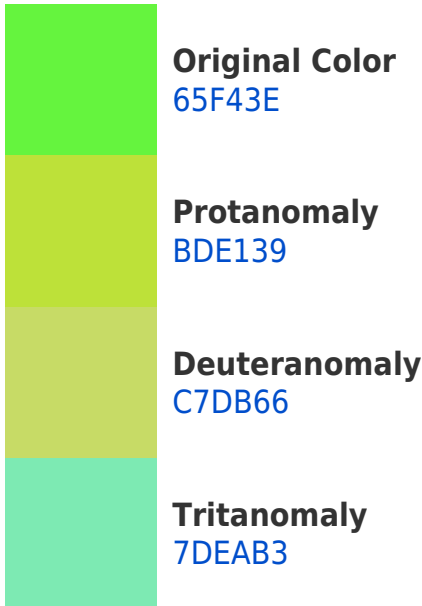 Original Color
65F43E
Protanomaly
BDE139
Deuteranomaly
C7DB66
Tritanomaly
7DEAB3